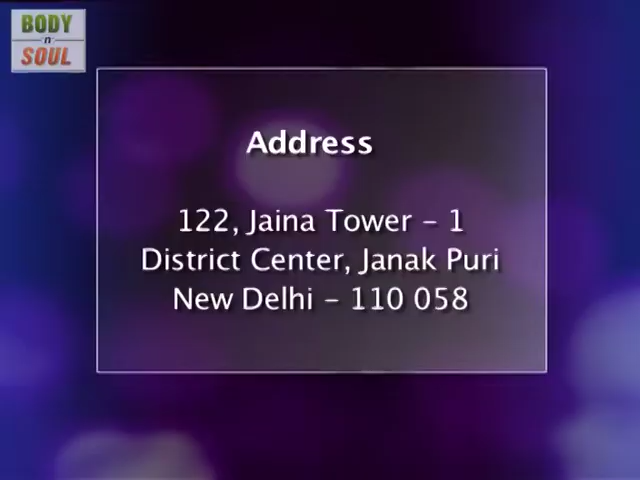 BODY
'n'
SOUL
Address
122, Jaina Tower – 1
District Center, Janak Puri
New Delhi – 110 058